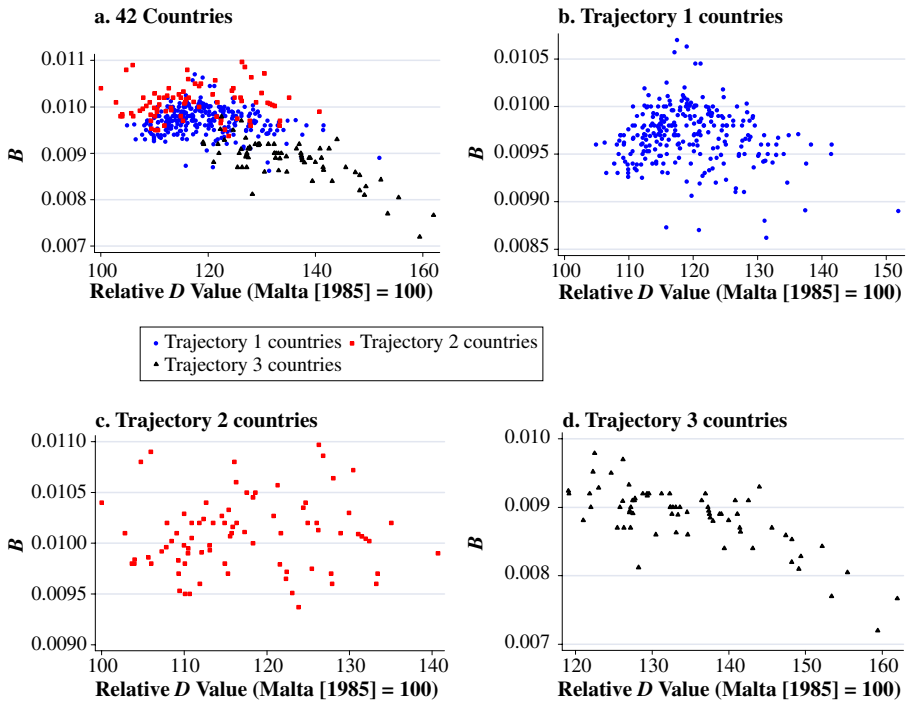 a. 42 Countries
0.011
0.010
0.009
0.008
0.007
B
100 120 140 160
Relative D Value (Malta [1985] = 100)
b. Trajectory 1 countries
0.0105
0.0100
0.0095
0.0090
0.0085
B
100 110 120 130 140 150
Relative D Value (Malta [1985] = 100)
Trajectory 1 countries Trajectory 2 countries
Trajectory 3 countries
c. Trajectory 2 countries
0.0110
0.0105
0.0100
0.0095
0.0090
B
100 110 120 130 140
Relative D Value (Malta [1985] = 100)
d. Trajectory 3 countries
0.010
0.009
0.008
0.007
B
120 130 140 150 160
Relative D Value (Malta [1985] = 100)